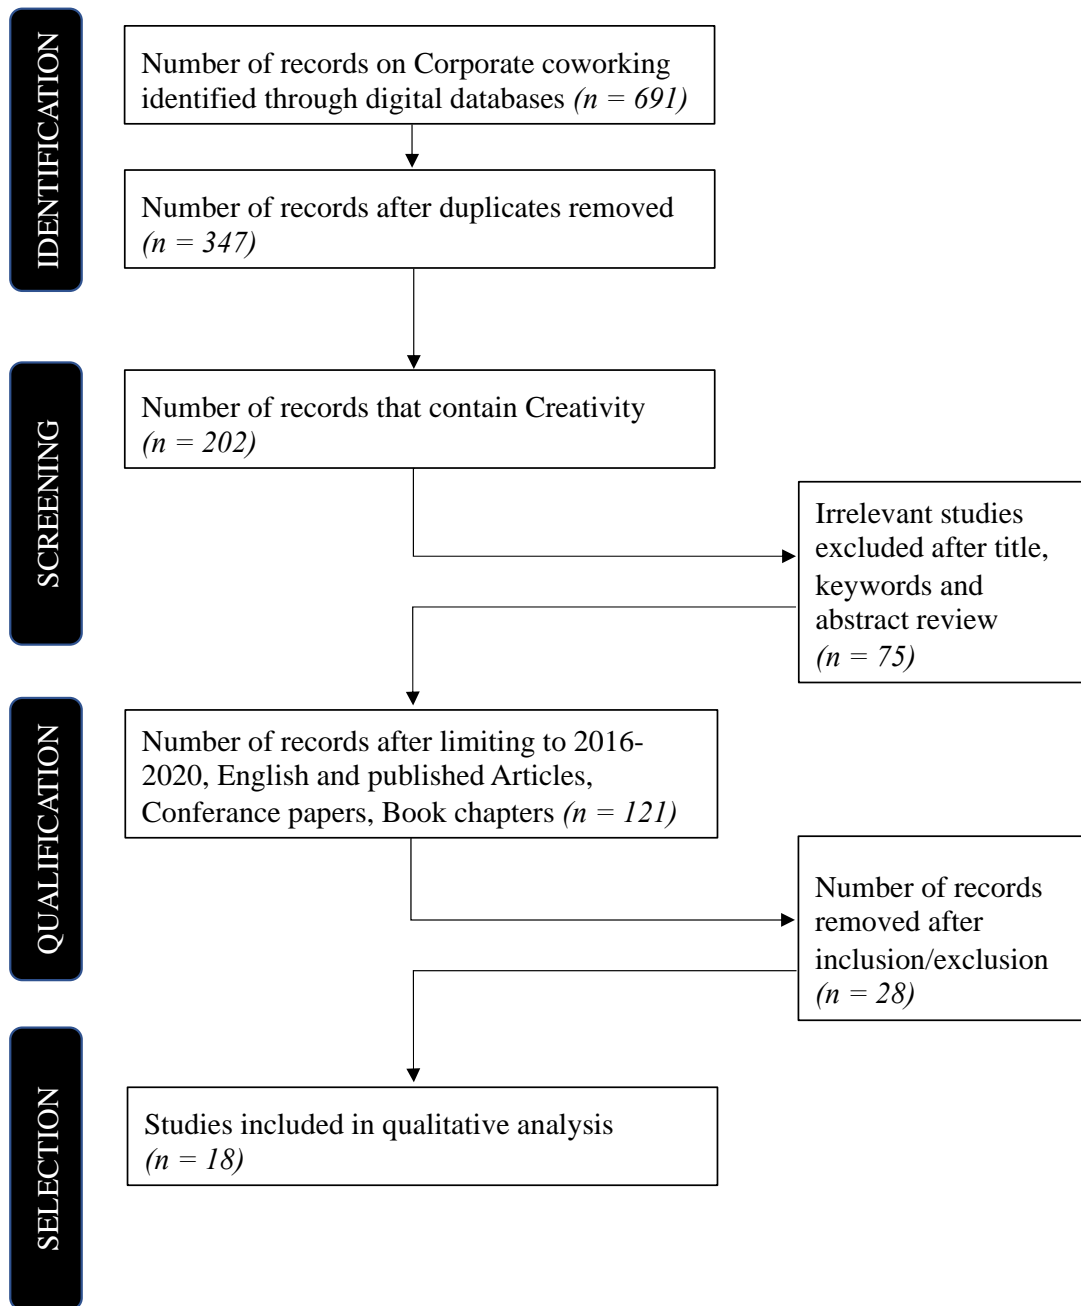 IDENTIFICATION
Number of records on Corporate coworking
identified through digital databases (n = 691)
Number of records after duplicates removed
(n = 347)
SCREENING
Number of records that contain Creativity
(n = 202)
Irrelevant studies
excluded after title,
keywords and
abstract review
(n = 75)
QUALIFICATION
Number of records after limiting to 2016-
2020, English and published Articles,
Conferance papers, Book chapters (n = 121)
Number of records
removed after
inclusion/exclusion
(n = 28)
SELECTION
Studies included in qualitative analysis
(n = 18)